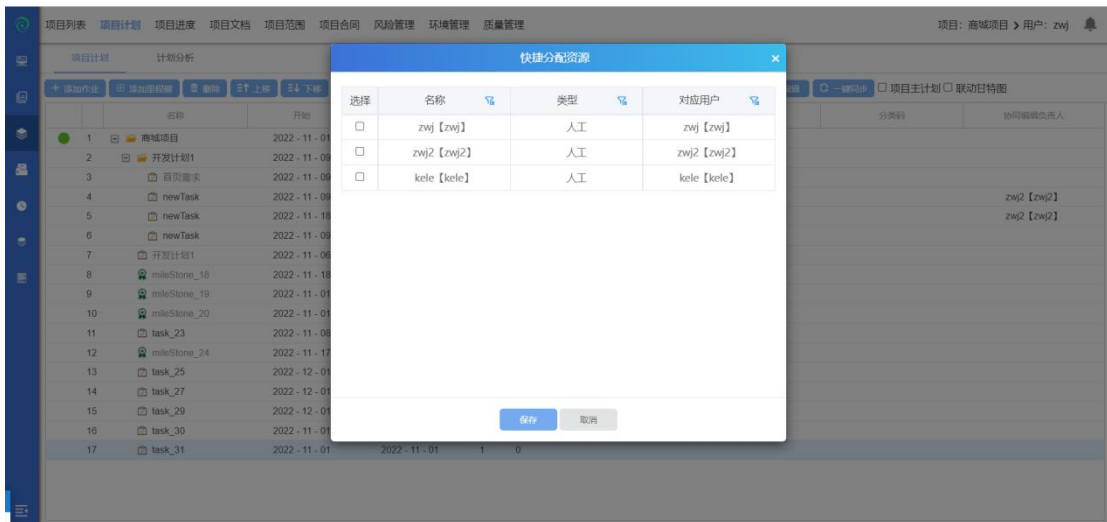 项目列表 项目计划 项目进度 项目文档 项目范围 项目合同 风险管理 环境管理 质量管理 项目：商城项目 > 用户：zwj
项目计划 计划分析
快捷分配资源 ×
+ 添加作业 添加里程碑 删除 上移 下移 一键同步 项目主计划 联动甘特图
选择 名称 类型 对应用户
zwj【zwj】 人工 zwj【zwj】
zwj2【zwj2】 人工 zwj2【zwj2】
kele【kele】 人工 kele【kele】
保存 取消
名称 开始 分类码 协同编辑负责人
1 商城项目 2022 - 11 - 01
2 开发计划1 2022 - 11 - 09
3 首页需求 2022 - 11 - 09
4 newTask 2022 - 11 - 09 zwj2【zwj2】
5 newTask 2022 - 11 - 18 zwj2【zwj2】
6 newTask 2022 - 11 - 09
7 开发计划1 2022 - 11 - 06
8 mileStone_18 2022 - 11 - 18
9 mileStone_19 2022 - 11 - 01
10 mileStone_20 2022 - 11 - 01
11 task_23 2022 - 11 - 08
12 mileStone_24 2022 - 11 - 17
13 task_25 2022 - 12 - 01
14 task_27 2022 - 12 - 01
15 task_29 2022 - 12 - 01
16 task_30 2022 - 11 - 01
17 task_31 2022 - 11 - 01 2022 - 11 - 01 1 0